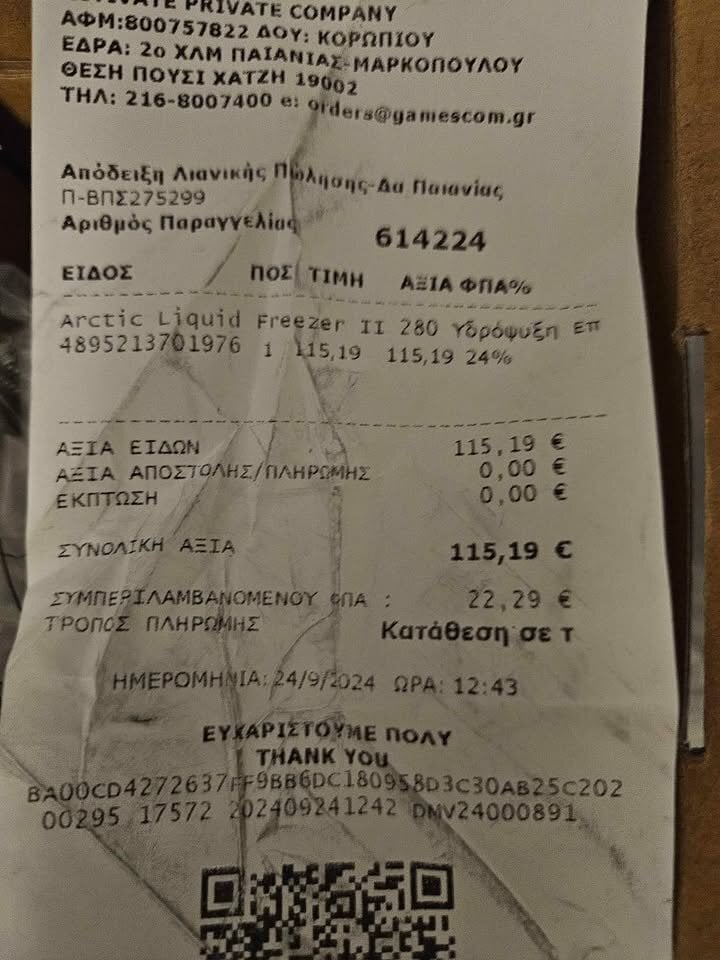 PRIVATE COMPANY
ΑΦΜ:800757822 ΔΟΥ: ΚΟΡΩΠΙΟΥ
ΕΔΡΑ: 2ο ΧΛΜ ΠΑΙΑΝΙΑΣ-ΜΑΡΚΟΠΟΥΛΟΥ
ΘΕΣΗ ΠΟΥΣΙ ΧΑΤΖΗ 19002
ΤΗΛ: 216-8007400 e: orders@gamescom.gr
Απόδειξη Λιανικής Πώλησης-Δα Παιανίας
Π-ΒΠΣ275299
Αριθμός Παραγγελίας 614224
ΕΙΔΟΣ ΠΟΣ ΤΙΜΗ ΑΞΙΑ ΦΠΑ%
Arctic Liquid Freezer II 280 Υδρόψυξη ΕΠ
4895213701976 1 115,19 115,19 24%
ΑΞΙΑ ΕΙΔΩΝ 115,19 €
ΑΞΙΑ ΑΠΟΣΤΟΛΗΣ/ΠΛΗΡΩΜΗΣ 0,00 €
ΕΚΠΤΩΣΗ 0,00 €
ΣΥΝΟΛΙΚΗ ΑΞΙΑ 115,19 €
ΣΥΜΠΕΡΙΛΑΜΒΑΝΟΜΕΝΟΥ ΦΠΑ : 22,29 €
ΤΡΟΠΟΣ ΠΛΗΡΩΜΗΣ Κατάθεση σε τ
ΗΜΕΡΟΜΗΝΙΑ: 24/9/2024 ΩΡΑ: 12:43
ΕΥΧΑΡΙΣΤΟΥΜΕ ΠΟΛΥ
THANK YOU
BA00CD4272637FF9BB6DC180958D3C30AB25C202
00295 17572 202409241242 DMV24000891